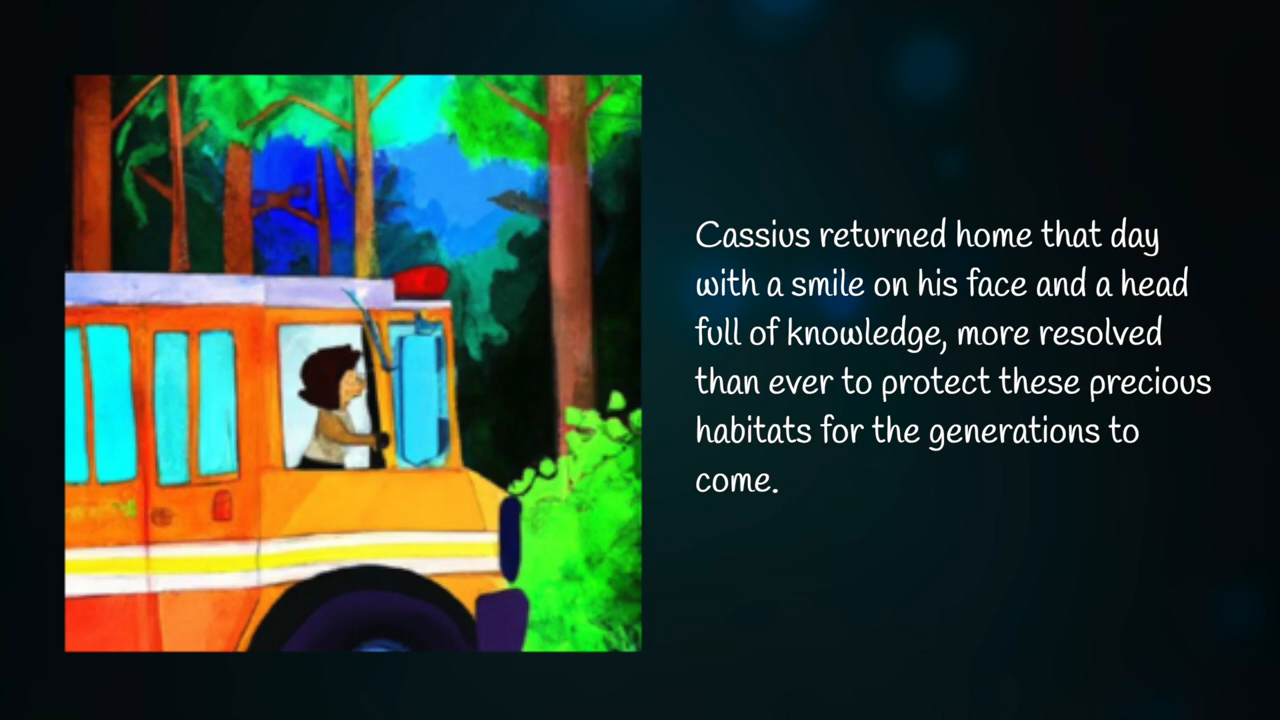 Cassius returned home that day
with a smile on his face and a head
full of knowledge, more resolved
than ever to protect these precious
habitats for the generations to
come.